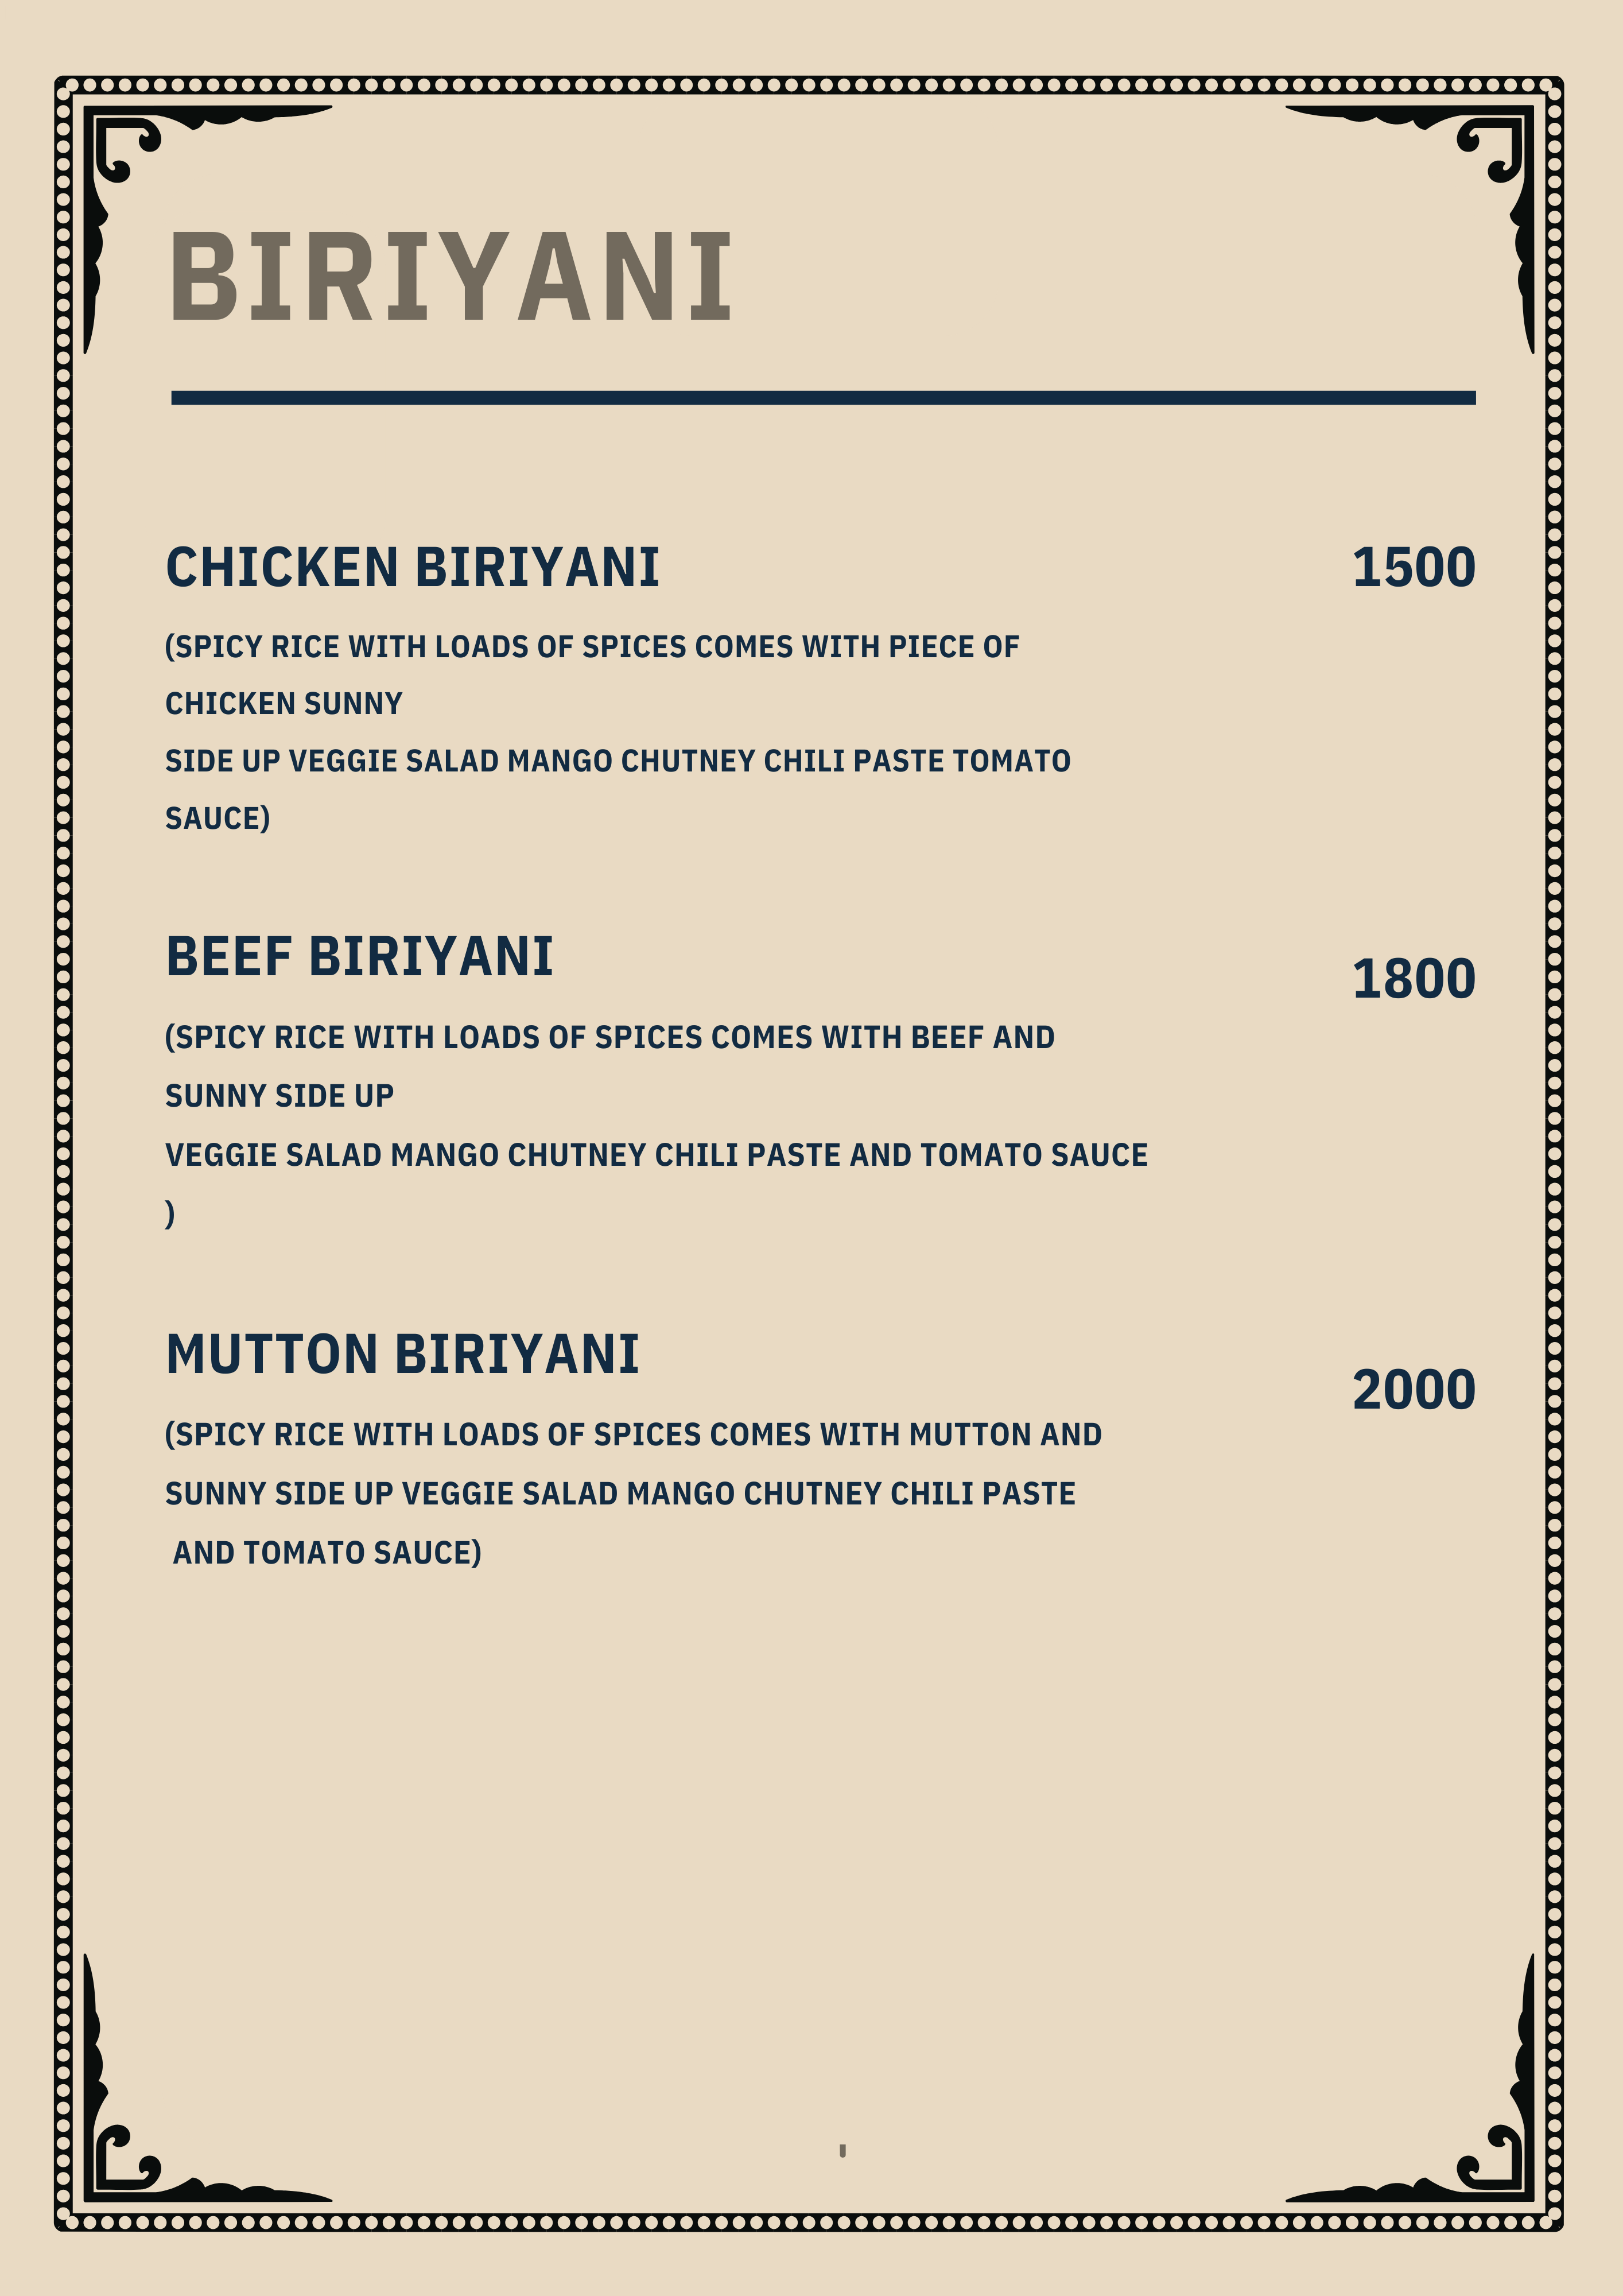 BIRIYANI
CHICKEN BIRIYANI 1500
(SPICY RICE WITH LOADS OF SPICES COMES WITH PIECE OF
CHICKEN SUNNY
SIDE UP VEGGIE SALAD MANGO CHUTNEY CHILI PASTE TOMATO
SAUCE)
BEEF BIRIYANI 1800
(SPICY RICE WITH LOADS OF SPICES COMES WITH BEEF AND
SUNNY SIDE UP
VEGGIE SALAD MANGO CHUTNEY CHILI PASTE AND TOMATO SAUCE
)
MUTTON BIRIYANI 2000
(SPICY RICE WITH LOADS OF SPICES COMES WITH MUTTON AND
SUNNY SIDE UP VEGGIE SALAD MANGO CHUTNEY CHILI PASTE
AND TOMATO SAUCE)
'